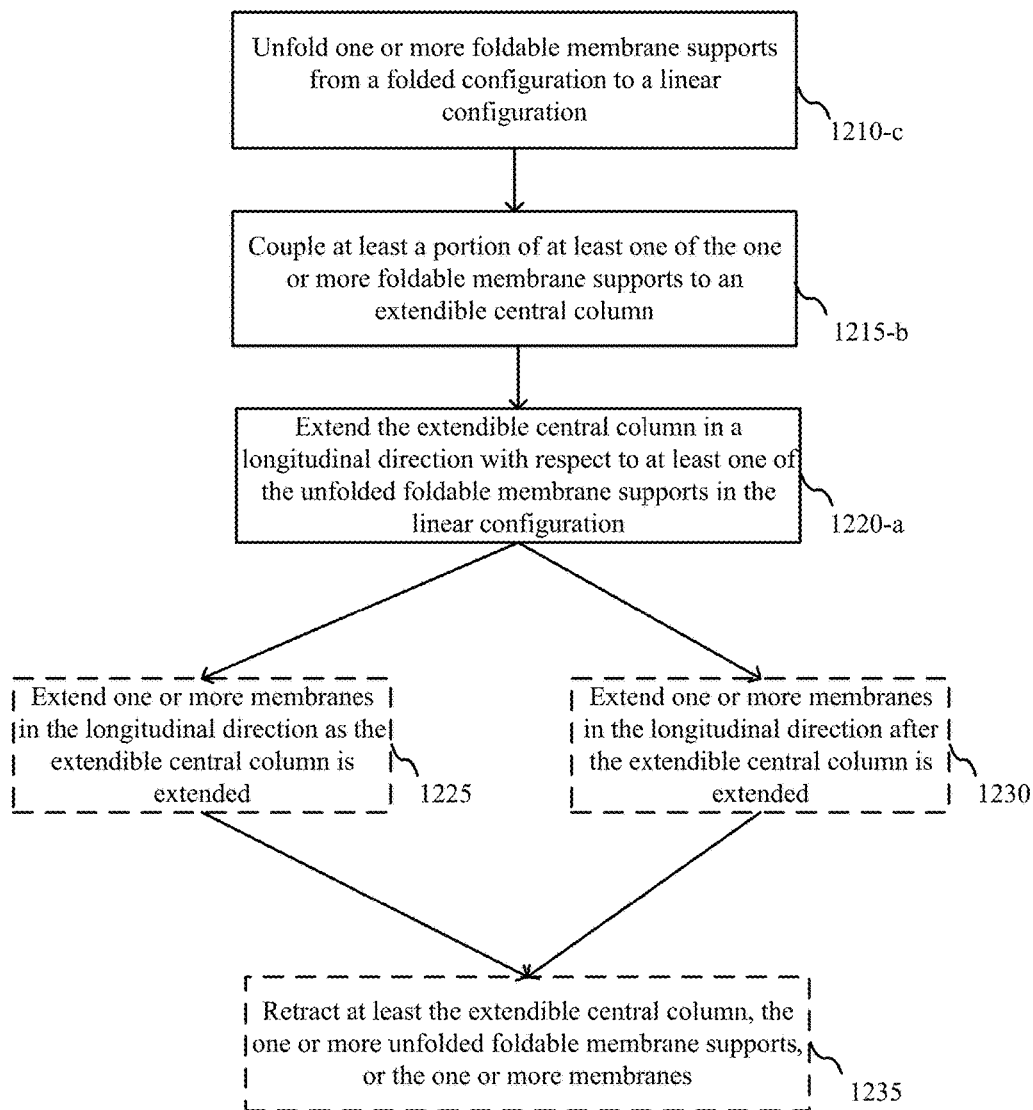 Unfold one or more foldable membrane supports
from a folded configuration to a linear
configuration
1210-c
Couple at least a portion of at least one of the one
or more foldable membrane supports to an
extendible central column
1215-b
Extend the extendible central column in a
longitudinal direction with respect to at least one of
the unfolded foldable membrane supports in the
linear configuration
1220-a
Extend one or more membranes
in the longitudinal direction as the
extendible central column is
extended
1225
Extend one or more membranes
in the longitudinal direction after
the extendible central column is
extended
1230
Retract at least the extendible central column, the
one or more unfolded foldable membrane supports,
or the one or more membranes
1235